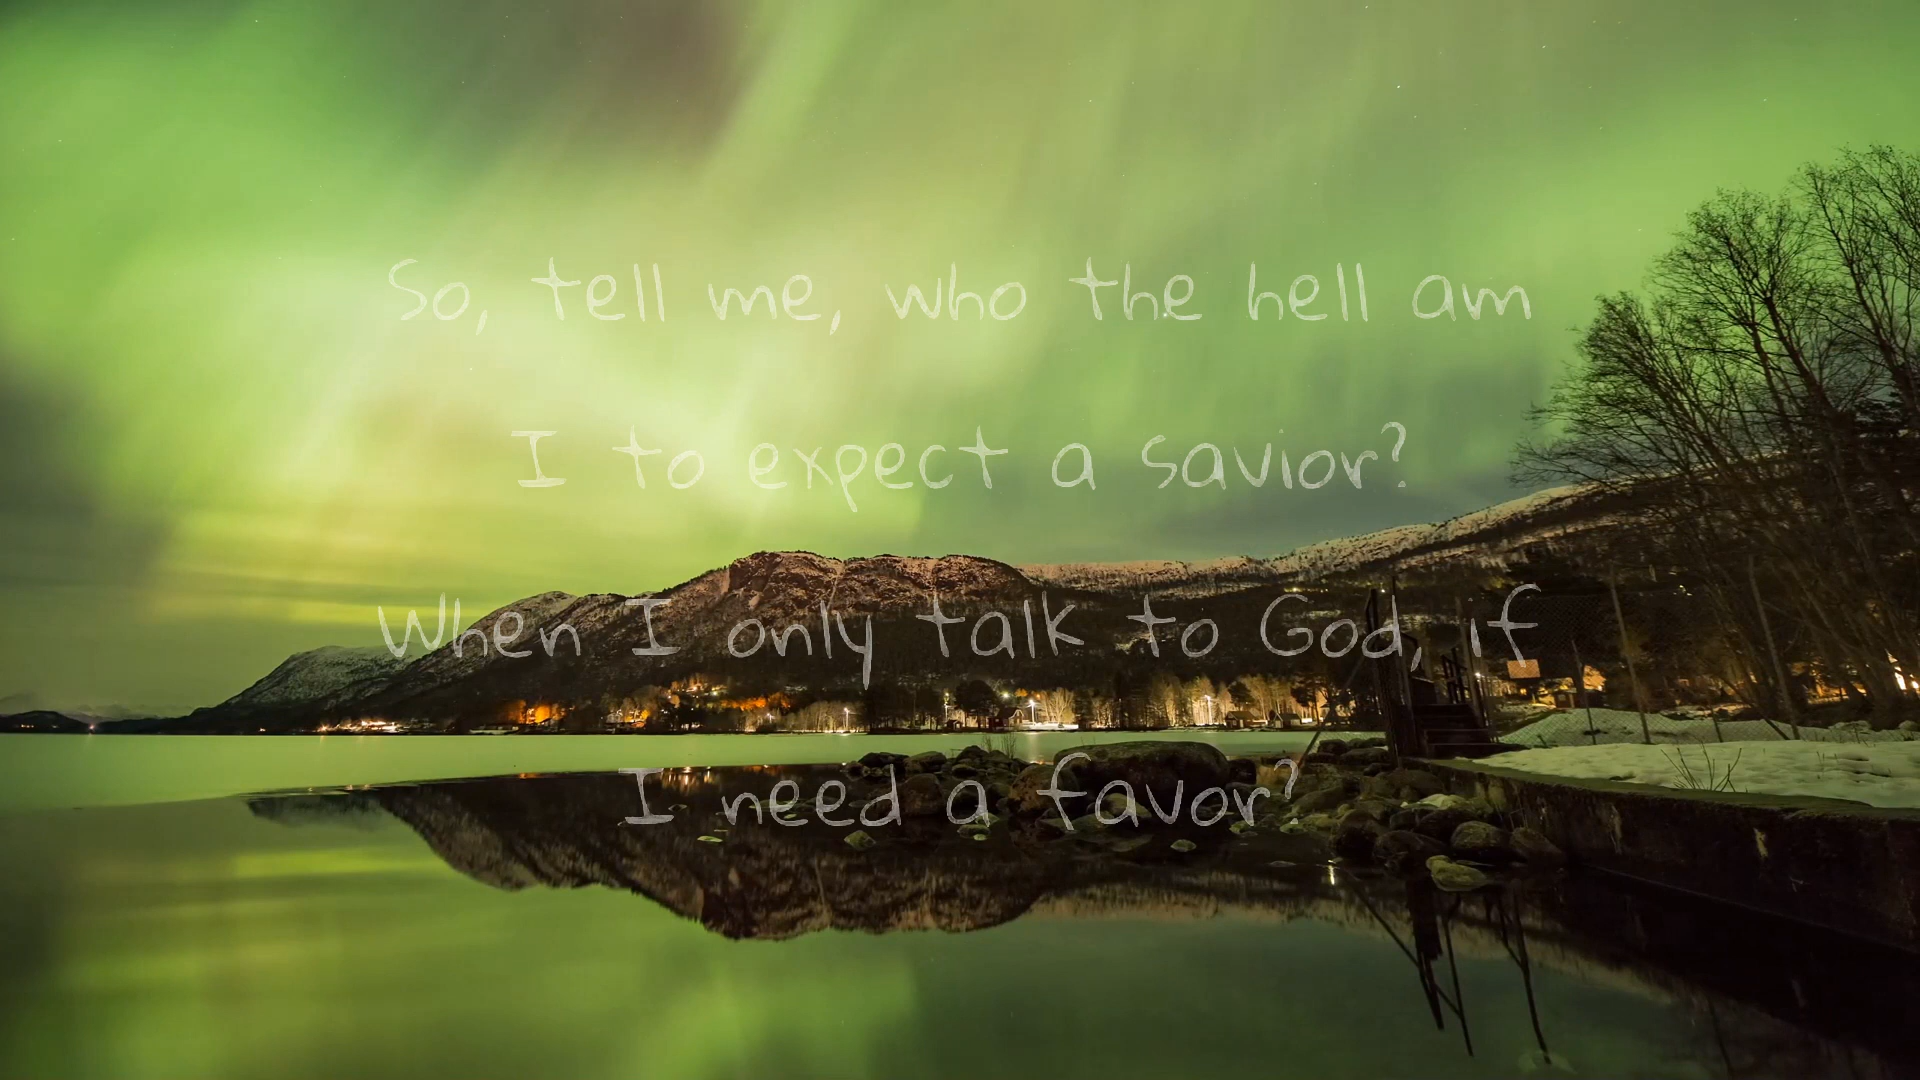 So, tell me, who the hell am
I to expect a savior?
When I only talk to God, if
I need a favor?